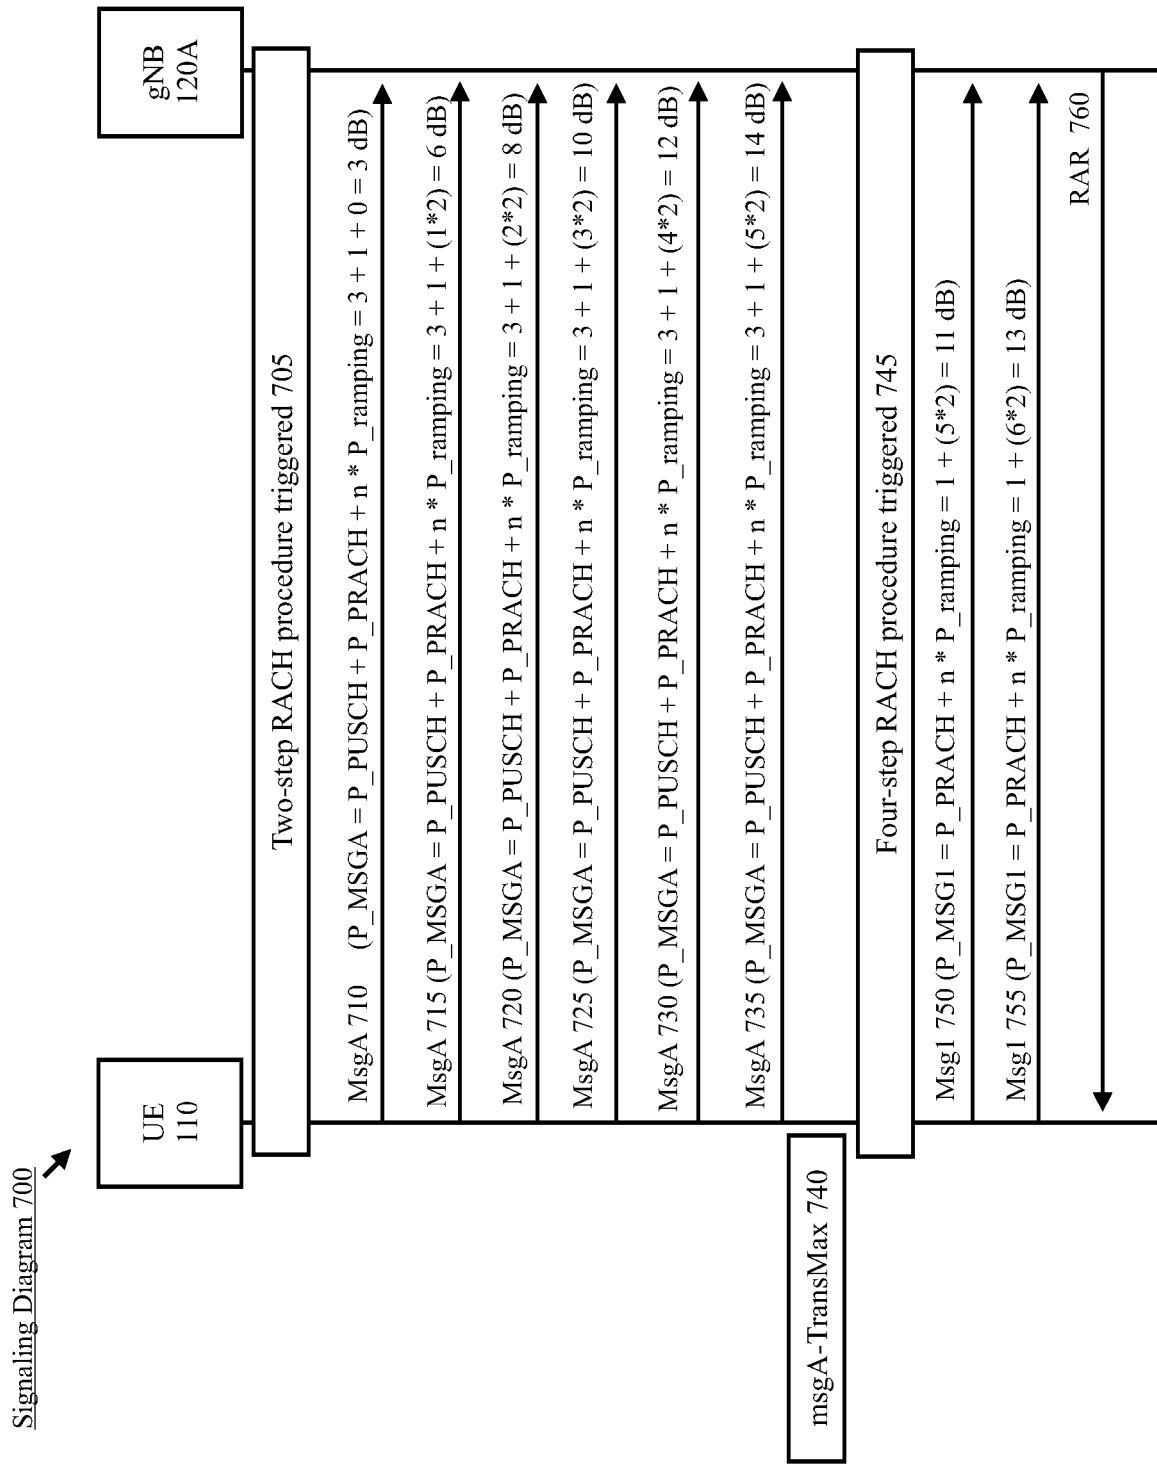 Signaling Diagram 700
UE
110
gNB
120A
Two-step RACH procedure triggered 705
MsgA 710 (P_MSGA = P_PUSCH + P_PRACH + n * P_ramping = 3 + 1 + 0 = 3 dB)
MsgA 715 (P_MSGA = P_PUSCH + P_PRACH + n * P_ramping = 3 + 1 + (1*2) = 6 dB)
MsgA 720 (P_MSGA = P_PUSCH + P_PRACH + n * P_ramping = 3 + 1 + (2*2) = 8 dB)
MsgA 725 (P_MSGA = P_PUSCH + P_PRACH + n * P_ramping = 3 + 1 + (3*2) = 10 dB)
MsgA 730 (P_MSGA = P_PUSCH + P_PRACH + n * P_ramping = 3 + 1 + (4*2) = 12 dB)
MsgA 735 (P_MSGA = P_PUSCH + P_PRACH + n * P_ramping = 3 + 1 + (5*2) = 14 dB)
msgA-TransMax 740
Four-step RACH procedure triggered 745
Msg1 750 (P_MSG1 = P_PRACH + n * P_ramping = 1 + (5*2) = 11 dB)
Msg1 755 (P_MSG1 = P_PRACH + n * P_ramping = 1 + (6*2) = 13 dB)
RAR 760